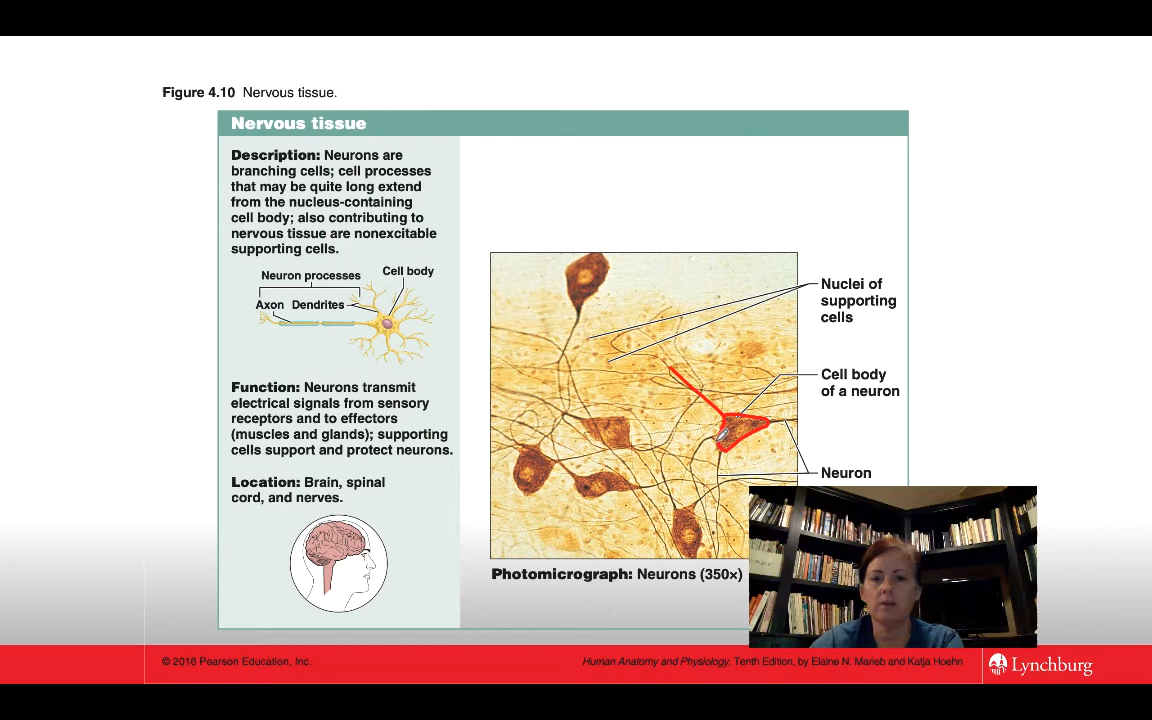 Figure 4.10 Nervous tissue.
Nervous tissue
Description: Neurons are
branching cells; cell processes
that may be quite long extend
from the nucleus-containing
cell body; also contributing to
nervous tissue are nonexcitable
supporting cells.
Neuron processes
Cell body
Axon Dendrites
Function: Neurons transmit
electrical signals from sensory
receptors and to effectors
(muscles and glands); supporting
cells support and protect neurons.
Location: Brain, spinal
cord, and nerves.
Nuclei of
supporting
cells
Cell body
of a neuron
Neuron
Photomicrograph: Neurons (350×)
© 2016 Pearson Education, Inc.
Human Anatomy and Physiology, Tenth Edition, by Elaine N. Marieb and Katja Hoehn
Lynchburg